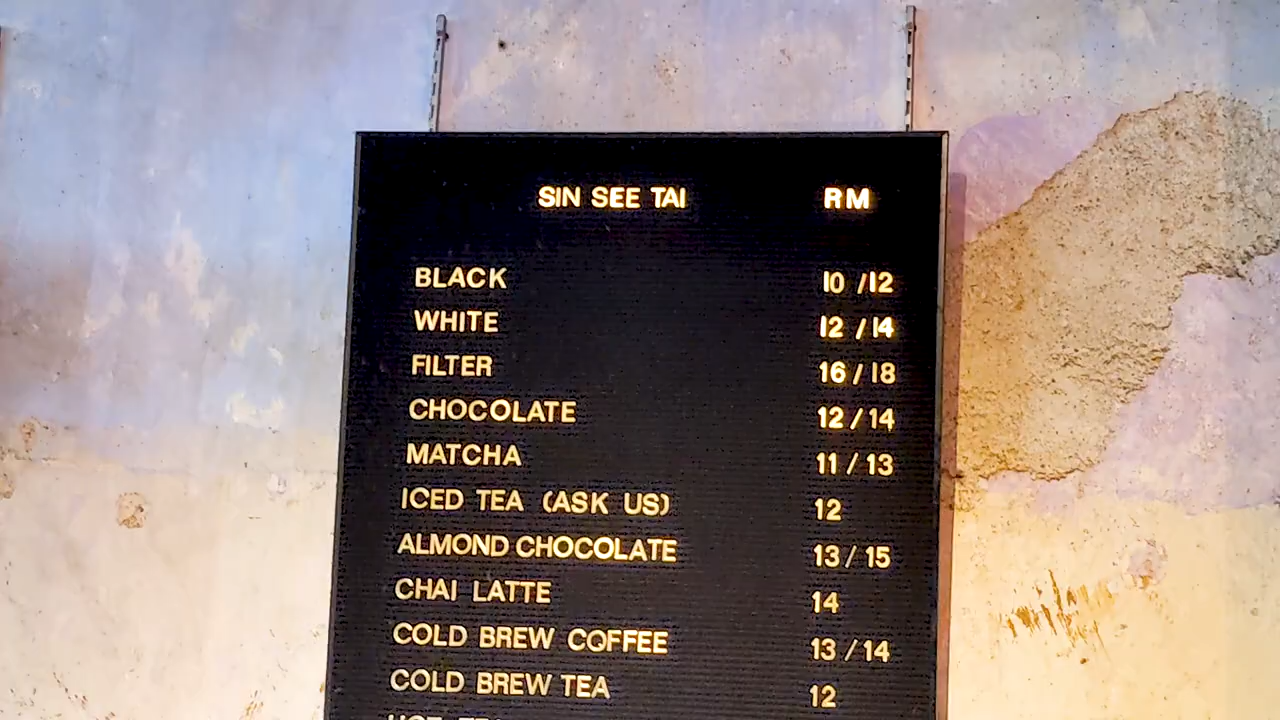 SIN SEE TAI RM
BLACK 10 /12
WHITE 12 /14
FILTER 16 / 18
CHOCOLATE 12 / 14
MATCHA 11 / 13
ICED TEA (ASK US) 12
ALMOND CHOCOLATE 13 / 15
CHAI LATTE 14
COLD BREW COFFEE 13 / 14
COLD BREW TEA 12